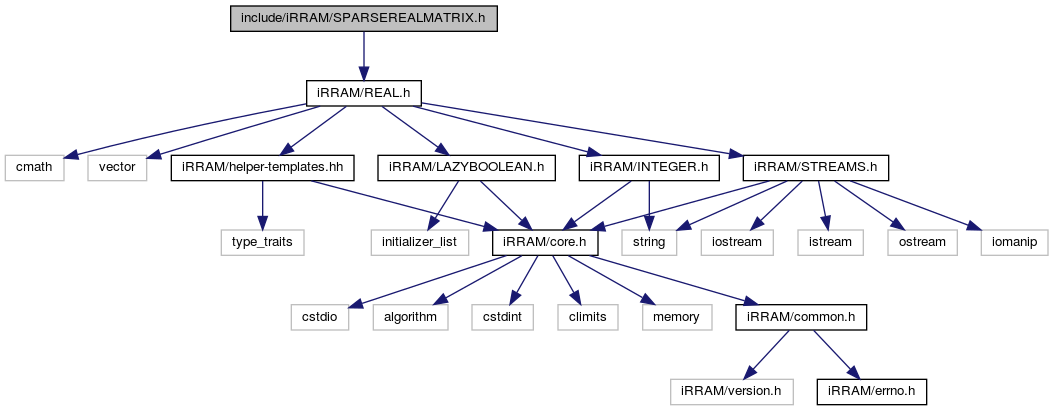 include/iRRAM/SPARSEREALMATRIX.h
iRRAM/REAL.h
cmath
vector
iRRAM/helper-templates.hh
iRRAM/LAZYBOOLEAN.h
iRRAM/INTEGER.h
iRRAM/STREAMS.h
type_traits
initializer_list
iRRAM/core.h
string
iostream
istream
ostream
iomanip
cstdio
algorithm
cstdint
climits
memory
iRRAM/common.h
iRRAM/version.h
iRRAM/errno.h